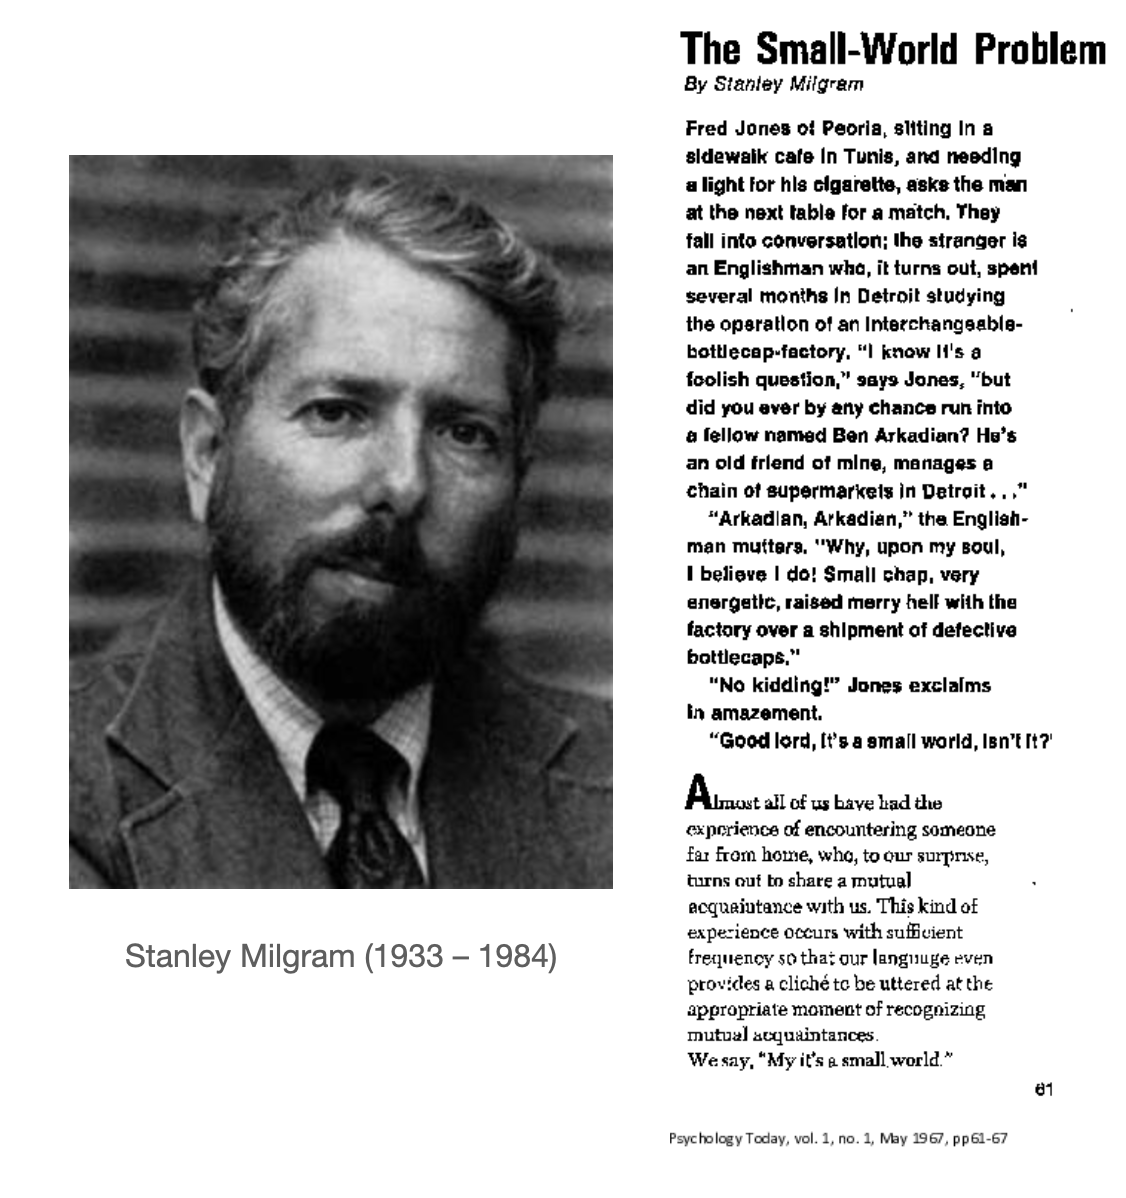 The Small-World Problem
By Stanley Milgram
Fred Jones of Peoria, sitting in a
sidewalk cafe in Tunis, and needing
a light for his cigarette, asks the man
at the next table for a match. They
fall into conversation; the stranger is
an Englishman who, it turns out, spent
several months in Detroit studying
the operation of an interchangeable-
bottlecap-factory. "I know it's a
foolish question," says Jones, "but
did you ever by any chance run into
a fellow named Ben Arkadian? He's
an old friend of mine, manages a
chain of supermarkets in Detroit . . ."
"Arkadian, Arkadian," the English-
man mutters. "Why, upon my soul,
I believe I do! Small chap, very
energetic, raised merry hell with the
factory over a shipment of defective
bottlecaps."
"No kidding!" Jones exclaims
in amazement.
"Good lord, it's a small world, isn't it?'
Almost all of us have had the
experience of encountering someone
far from home, who, to our surprise,
turns out to share a mutual
acquaintance with us. This kind of
experience occurs with sufficient
frequency so that our language even
provides a cliché to be uttered at the
appropriate moment of recognizing
mutual acquaintances.
We say, "My it's a small world."
61
Stanley Milgram (1933 – 1984)
Psychology Today, vol. 1, no. 1, May 1967, pp61-67